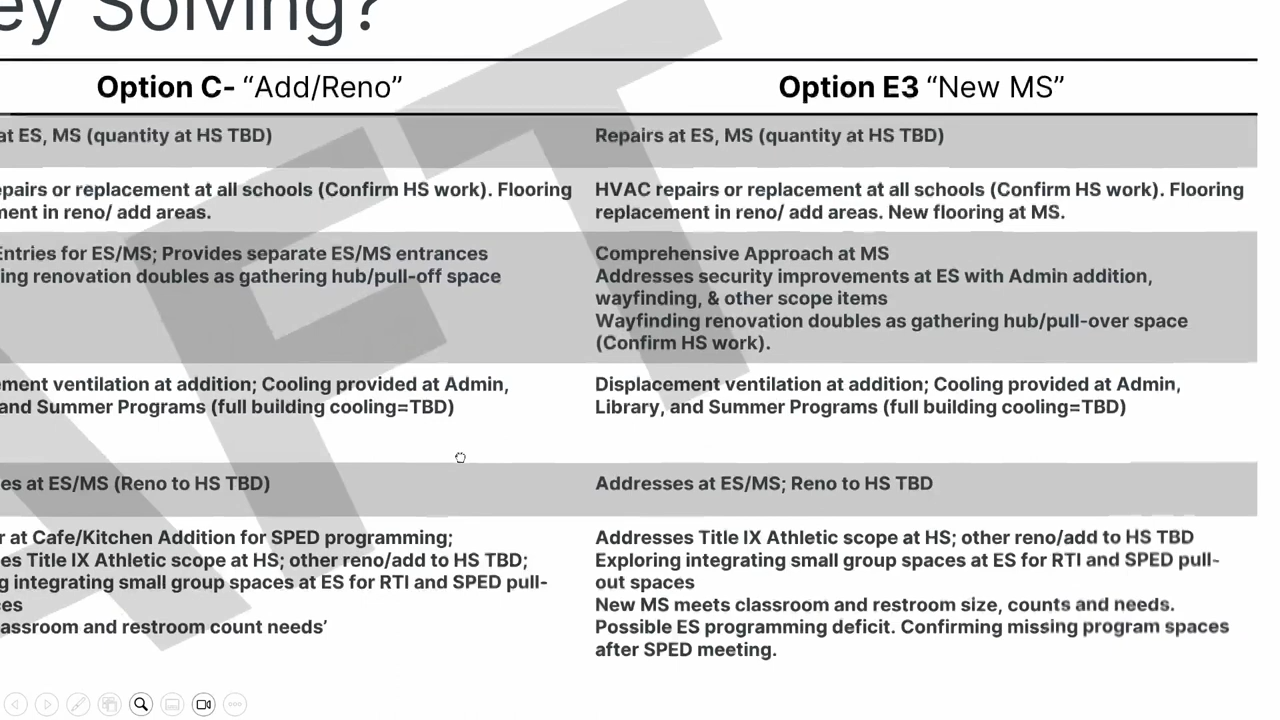 ey Solving?
Option C- “Add/Reno”
Option E3 “New MS”
at ES, MS (quantity at HS TBD)
Repairs at ES, MS (quantity at HS TBD)
epairs or replacement at all schools (Confirm HS work). Flooring
ment in reno/ add areas.
HVAC repairs or replacement at all schools (Confirm HS work). Flooring
replacement in reno/ add areas. New flooring at MS.
Entries for ES/MS; Provides separate ES/MS entrances
ing renovation doubles as gathering hub/pull-off space
Comprehensive Approach at MS
Addresses security improvements at ES with Admin addition,
wayfinding, & other scope items
Wayfinding renovation doubles as gathering hub/pull-over space
(Confirm HS work).
ement ventilation at addition; Cooling provided at Admin,
and Summer Programs (full building cooling=TBD)
Displacement ventilation at addition; Cooling provided at Admin,
Library, and Summer Programs (full building cooling=TBD)
es at ES/MS (Reno to HS TBD)
Addresses at ES/MS; Reno to HS TBD
r at Cafe/Kitchen Addition for SPED programming;
es Title IX Athletic scope at HS; other reno/add to HS TBD;
g integrating small group spaces at ES for RTI and SPED pull-
ces
lassroom and restroom count needs’
Addresses Title IX Athletic scope at HS; other reno/add to HS TBD
Exploring integrating small group spaces at ES for RTI and SPED pull-
out spaces
New MS meets classroom and restroom size, counts and needs.
Possible ES programming deficit. Confirming missing program spaces
after SPED meeting.
AFT